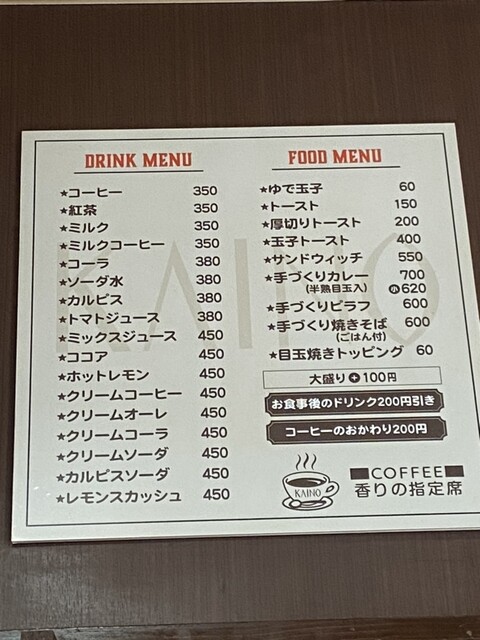 DRINK MENU
★コーヒー 350
★紅茶 350
★ミルク 350
★ミルクコーヒー 350
★コーラ 380
★ソーダ水 380
★カルピス 380
★トマトジュース 380
★ミックスジュース 450
★ココア 450
★ホットレモン 450
★クリームコーヒー 450
★クリームオーレ 450
★クリームコーラ 450
★クリームソーダ 450
★カルピスソーダ 450
★レモンスカッシュ 450
FOOD MENU
★ゆで玉子 60
★トースト 150
★厚切りトースト 200
★玉子トースト 400
★サンドウィッチ 550
★手づくりカレー 700
(半熟目玉入) 小620
★手づくりピラフ 600
★手づくり焼きそば 600
(ごはん付)
★目玉焼きトッピング 60
大盛り+100円
お食事後のドリンク200円引き
コーヒーのおかわり200円
KAINO
■COFFEE■
香りの指定席
KAINO